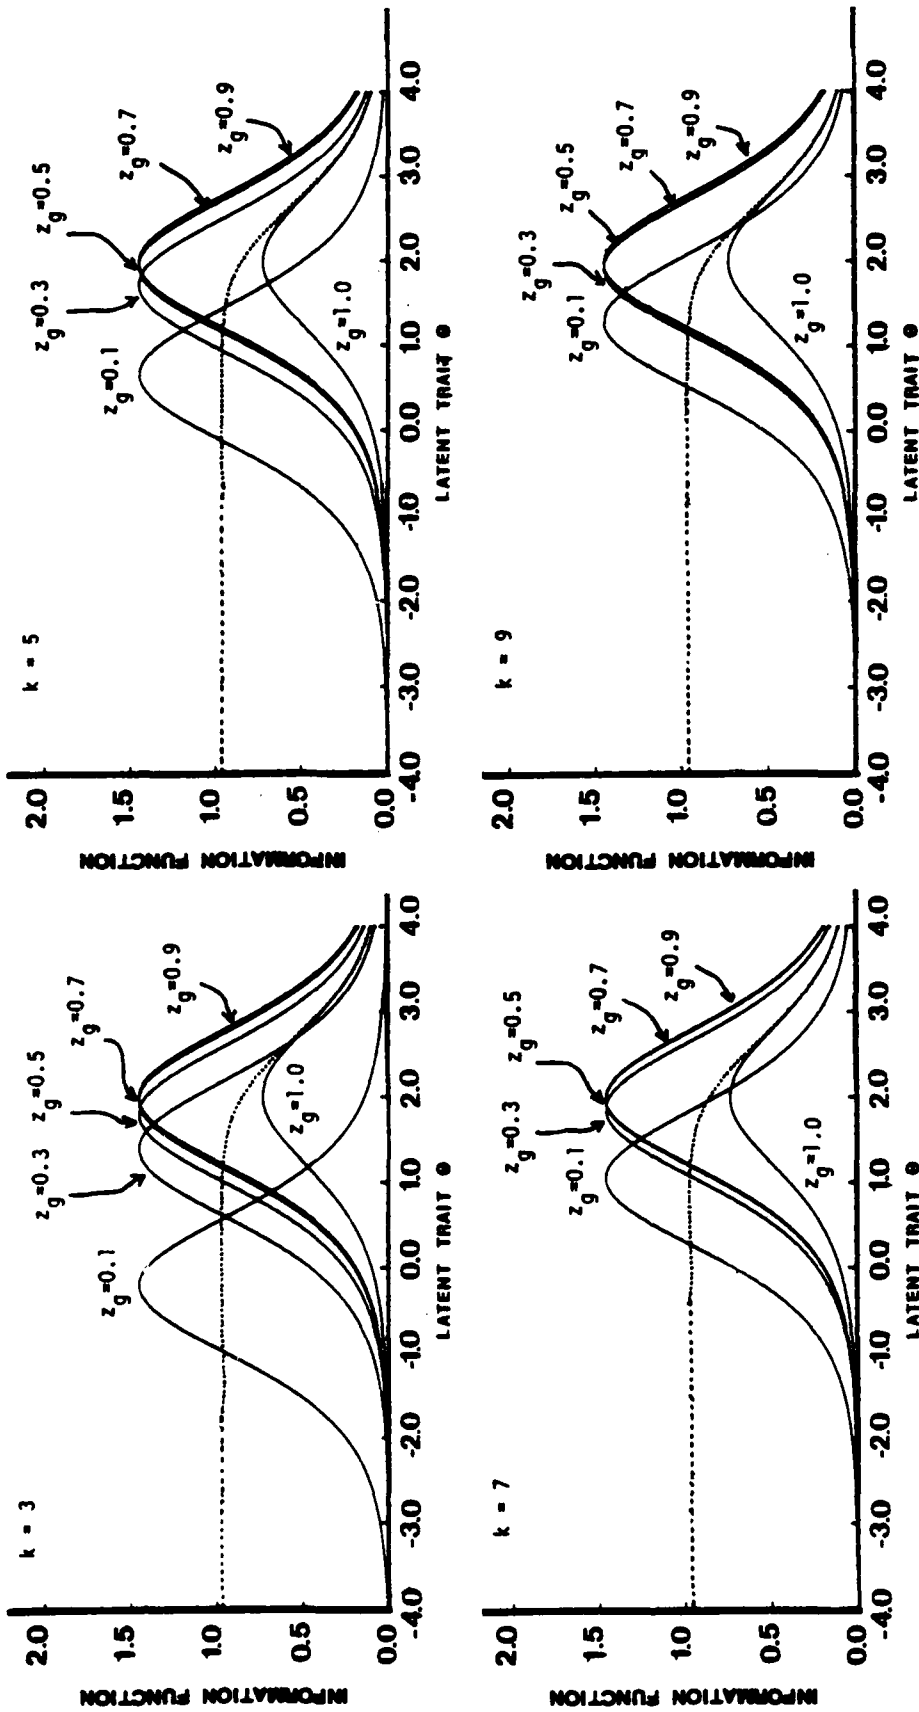 k = 3
INFORMATION FUNCTION
2.0
1.5
1.0
0.5
0.0
z_g=0.1
z_g=0.3
z_g=0.5
z_g=0.7
z_g=0.9
z_g=1.0
-4.0 -3.0 -2.0 -1.0 0.0 1.0 2.0 3.0 4.0
LATENT TRAIT θ
k = 5
INFORMATION FUNCTION
2.0
1.5
1.0
0.5
0.0
z_g=0.1
z_g=0.3
z_g=0.5
z_g=0.7
z_g=0.9
z_g=1.0
-4.0 -3.0 -2.0 -1.0 0.0 1.0 2.0 3.0 4.0
LATENT TRAIT θ
k = 7
INFORMATION FUNCTION
2.0
1.5
1.0
0.5
0.0
z_g=0.1
z_g=0.3
z_g=0.5
z_g=0.7
z_g=0.9
z_g=1.0
-4.0 -3.0 -2.0 -1.0 0.0 1.0 2.0 3.0 4.0
LATENT TRAIT θ
k = 9
INFORMATION FUNCTION
2.0
1.5
1.0
0.5
0.0
z_g=0.1
z_g=0.3
z_g=0.5
z_g=0.7
z_g=0.9
z_g=1.0
-4.0 -3.0 -2.0 -1.0 0.0 1.0 2.0 3.0 4.0
LATENT TRAIT θ